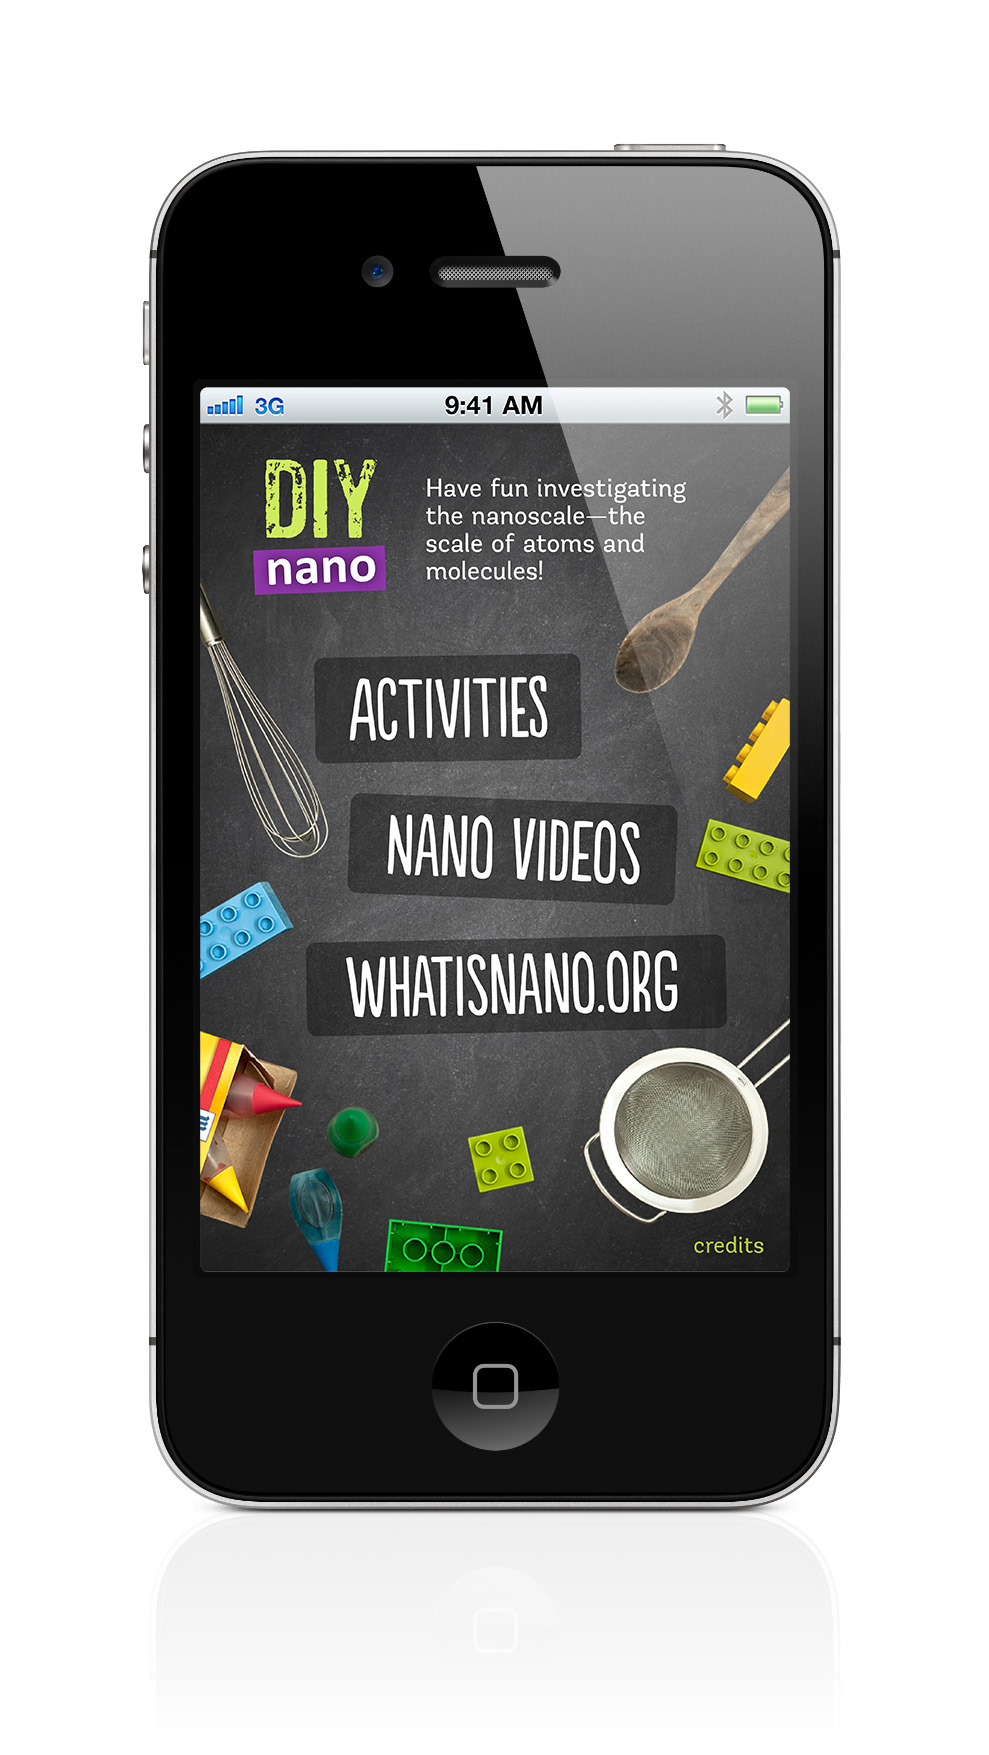 3G 9:41 AM
DIY
nano
Have fun investigating
the nanoscale—the
scale of atoms and
molecules!
ACTIVITIES
NANO VIDEOS
WHATISNANO.ORG
credits